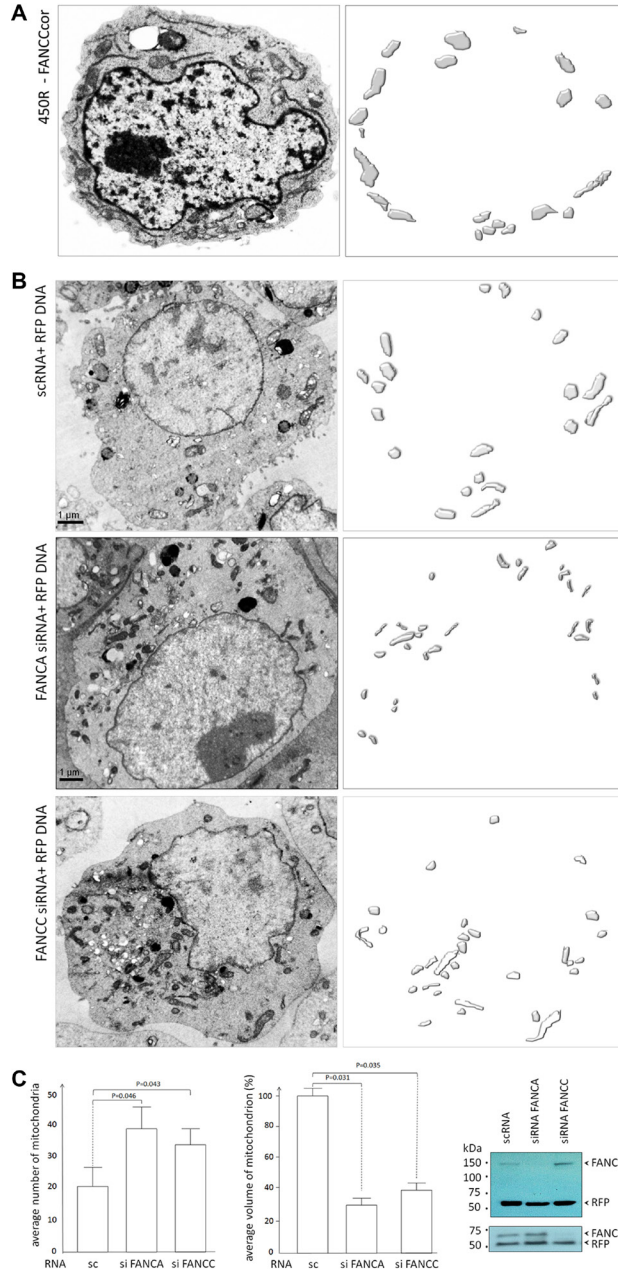 A
450R - FANCCcor
B
scRNA+ RFP DNA
1 µm
FANCA siRNA+ RFP DNA
1 µm
FANCC siRNA+ RFP DNA
C
average number of mitochondria
50
40
30
20
10
0
P=0.043
P=0.046
RNA sc si FANCA si FANCC
average volume of mitochondrion (%)
100
80
60
40
20
0
P=0.035
P=0.031
RNA sc si FANCA si FANCC
scRNA
siRNA FANCA
siRNA FANCC
kDa
150
100
75
50
FANC
RFP
75
50
FANC
RFP